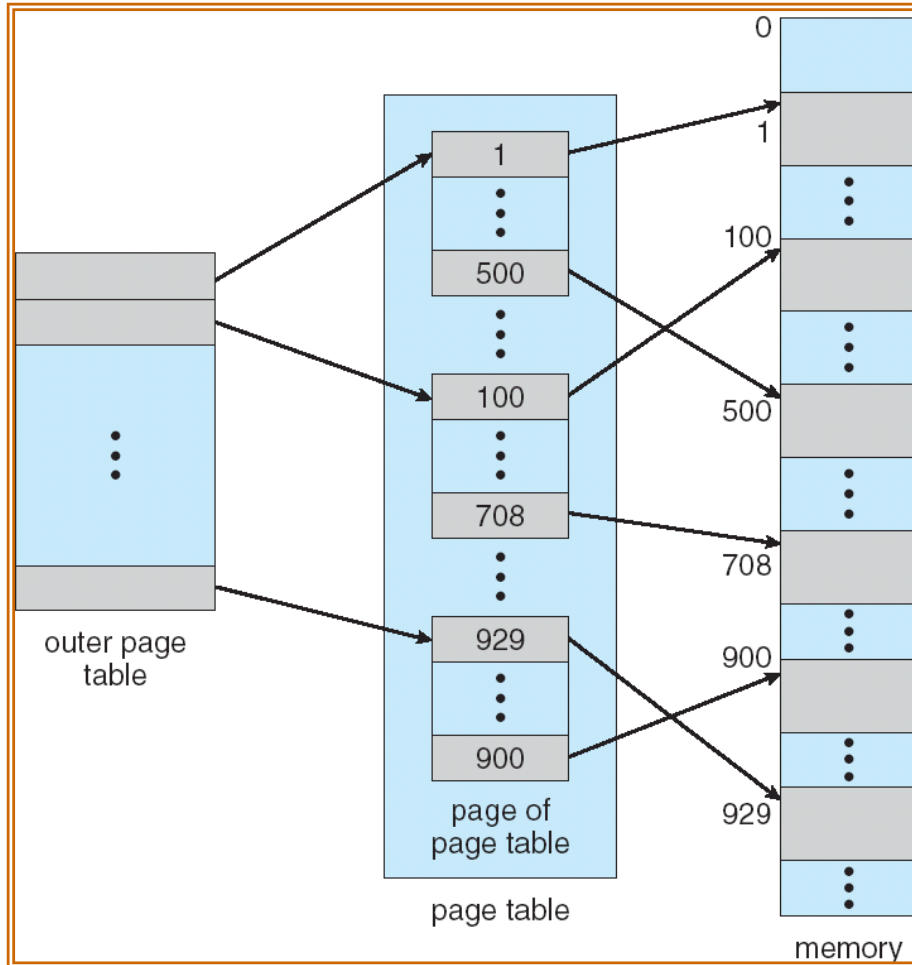 0
1
1
100
500
100
500
708
708
900
929
outer page
table
900
929
page of
page table
page table
memory